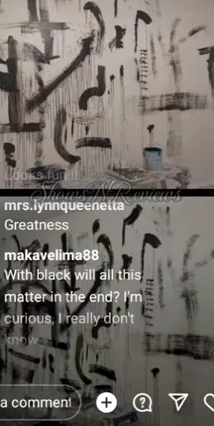 Looks fun!!
ShowsNReviews
mrs.lynnqueenetta
Greatness
makavelima88
With black will all this
matter in the end? I'm
curious, I really don't
know
a comment